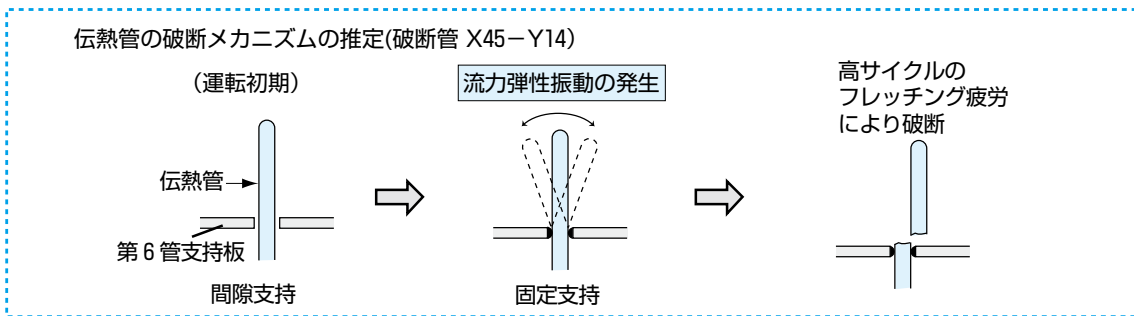 伝熱管の破断メカニズムの推定(破断管 X45−Y14)
(運転初期)
伝熱管
第6管支持板
間隙支持
流力弾性振動の発生
固定支持
高サイクルの
フレッチング疲労
により破断